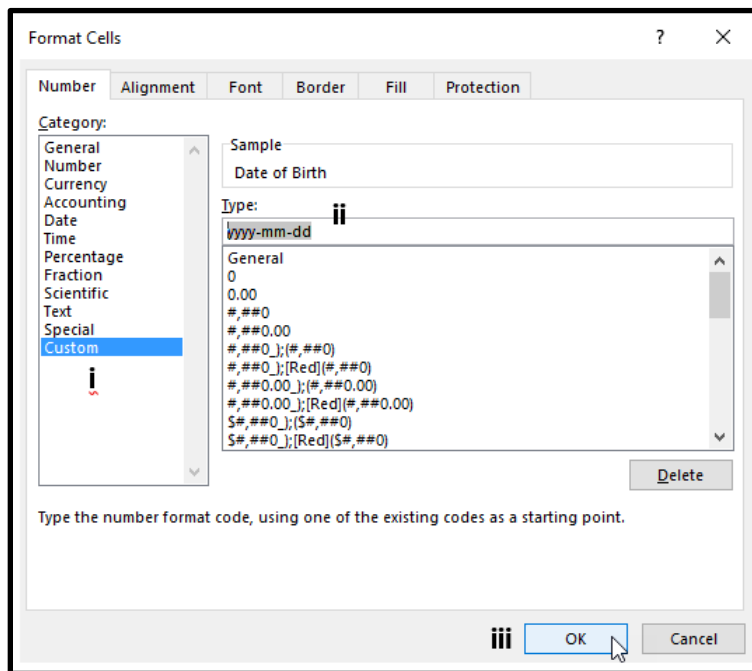 Format Cells ?
Number Alignment Font Border Fill Protection
Category:
General
Number
Currency
Accounting
Date
Time
Percentage
Fraction
Scientific
Text
Special
Custom
i
Sample
Date of Birth
Type:
ii
yyyy-mm-dd
General
0
0.00
#,##0
#,##0.00
#,##0_);(#,##0)
#,##0_);[Red](#,##0)
#,##0.00_);(#,##0.00)
#,##0.00_);[Red](#,##0.00)
$#,##0_);($#,##0)
$#,##0_);[Red]($#,##0)
Delete
Type the number format code, using one of the existing codes as a starting point.
iii OK Cancel